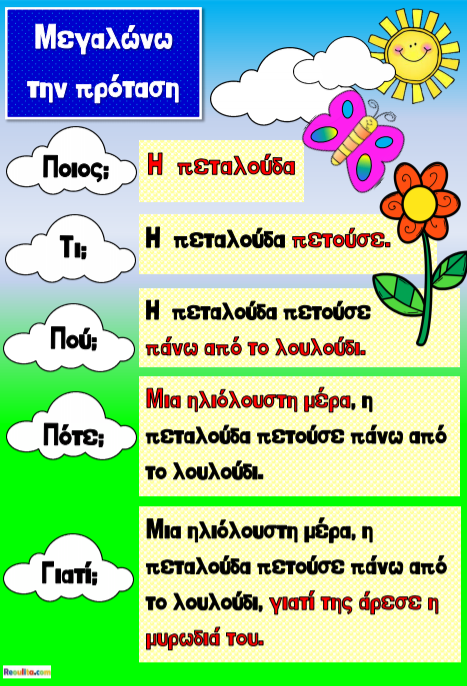 Μεγαλώνω
την πρόταση
Ποιος;
Η πεταλούδα
Τι;
Η πεταλούδα πετούσε.
Πού;
Η πεταλούδα πετούσε
πάνω από το λουλούδι.
Πότε;
Μια ηλιόλουστη μέρα, η
πεταλούδα πετούσε πάνω από
το λουλούδι.
Γιατί;
Μια ηλιόλουστη μέρα, η
πεταλούδα πετούσε πάνω από
το λουλούδι, γιατί της άρεσε η
μυρωδιά του.
Reoulita.com